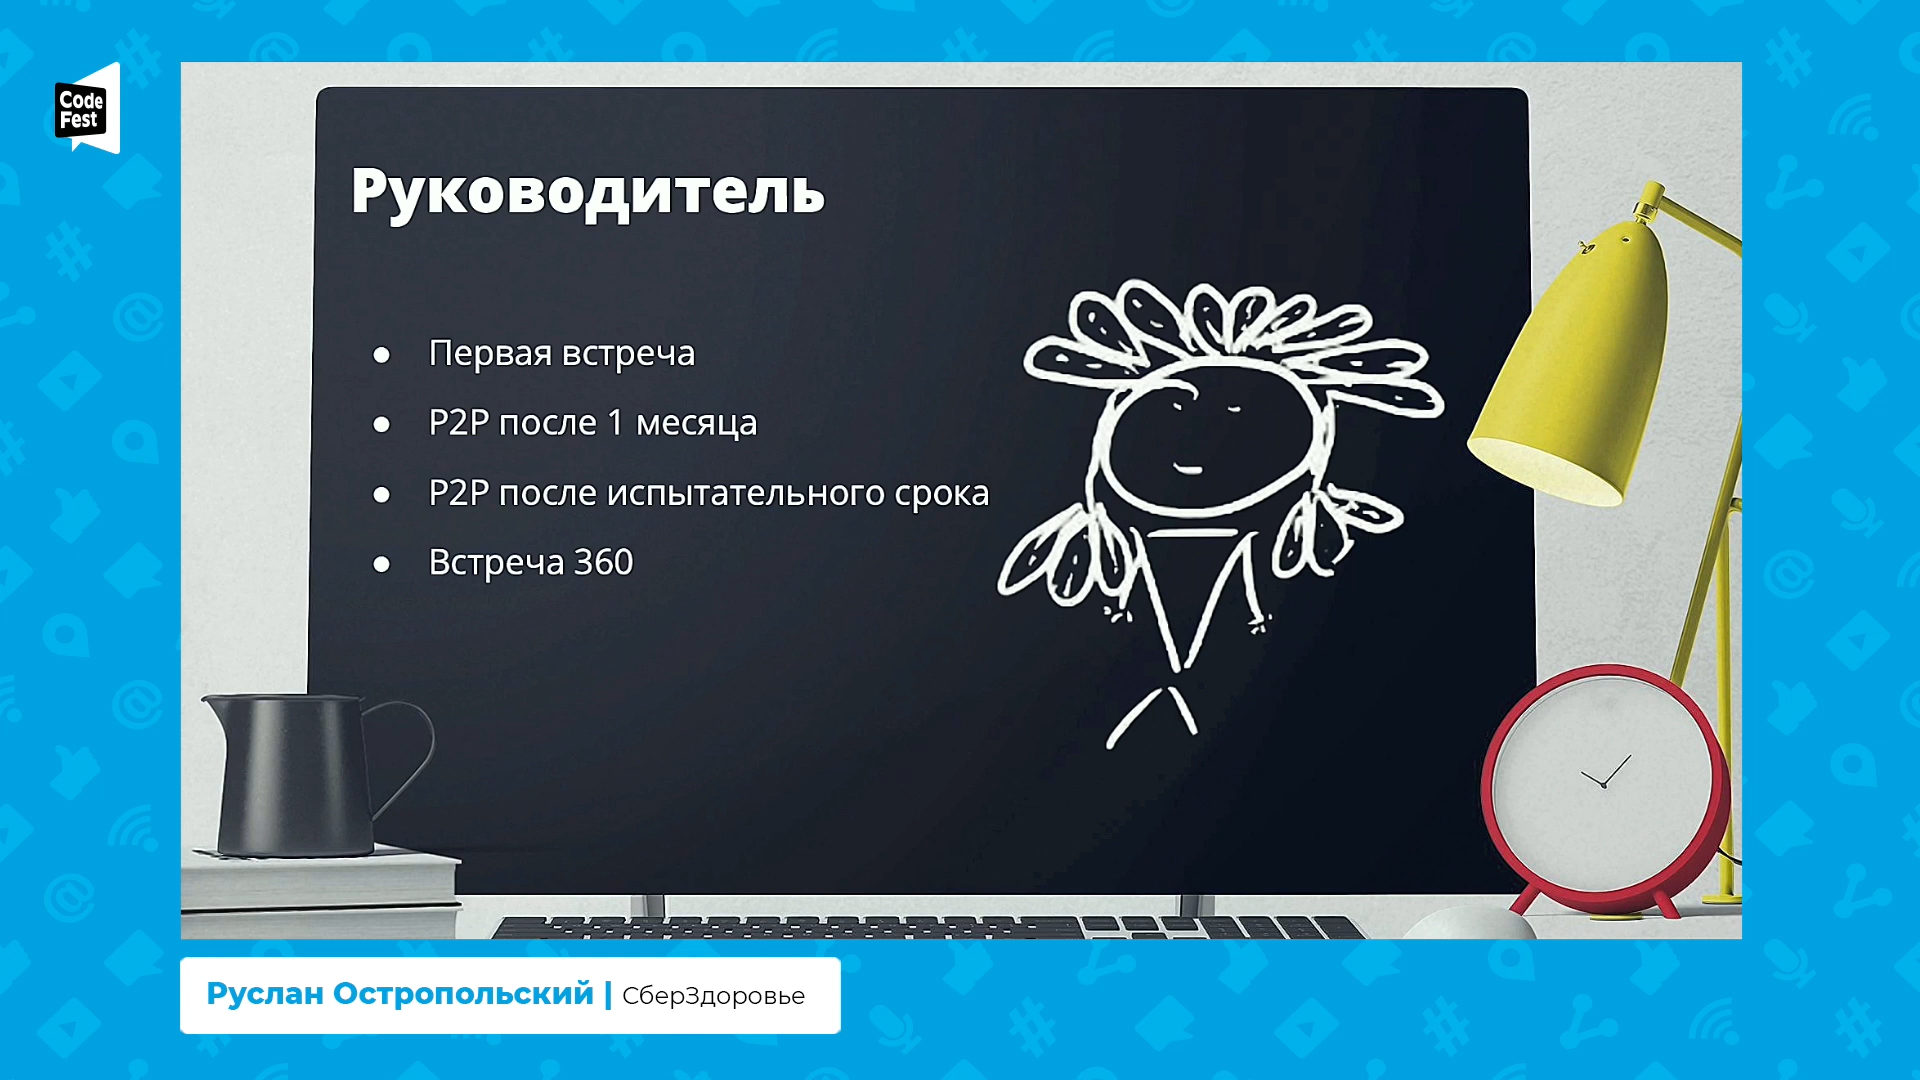 Code
Fest
Руководитель
● Первая встреча
● P2P после 1 месяца
● P2P после испытательного срока
● Встреча 360
Руслан Остропольский | СберЗдоровье